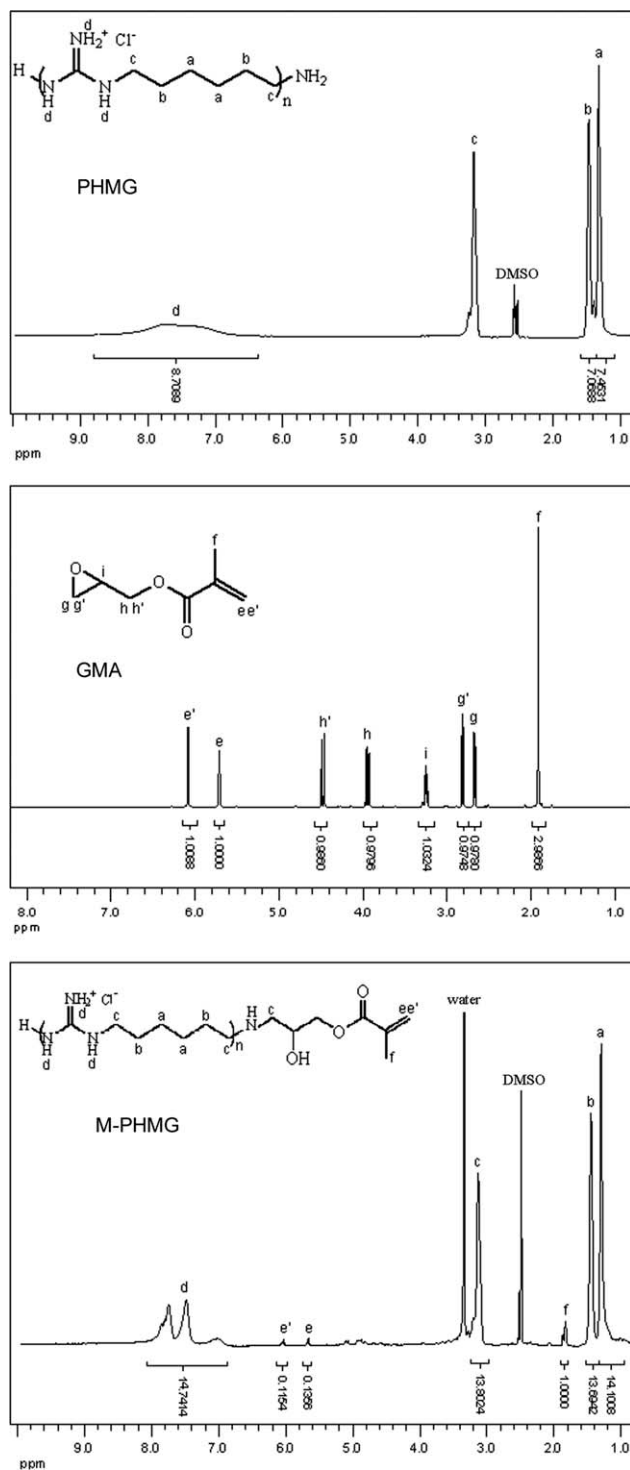 d
NH2+ Cl-
H
N
H
d
N
H
d
c
b
a
a
b
c
n
NH2
PHMG
d
8.7089
c
DMSO
b
a
7.0688
7.4631
9.0 8.0 7.0 6.0 5.0 4.0 3.0 2.0 1.0
ppm
O
i
g g'
h h'
O
O
f
e e'
GMA
e'
e
h'
h
i
g'
g
f
1.0088
1.0000
0.9860
0.9796
1.0324
0.9748
0.9780
2.9866
8.0 7.0 6.0 5.0 4.0 3.0 2.0 1.0
ppm
NH2+ Cl-
d
H
N
H
d
N
H
d
c
b
a
a
b
c
n
H
N
c
OH
O
O
ee'
f
M-PHMG
d
e'
e
water
c
DMSO
f
b
a
14.7414
0.1154
0.1356
13.8024
1.0000
13.6942
14.1008
9.0 8.0 7.0 6.0 5.0 4.0 3.0 2.0 1.0
ppm